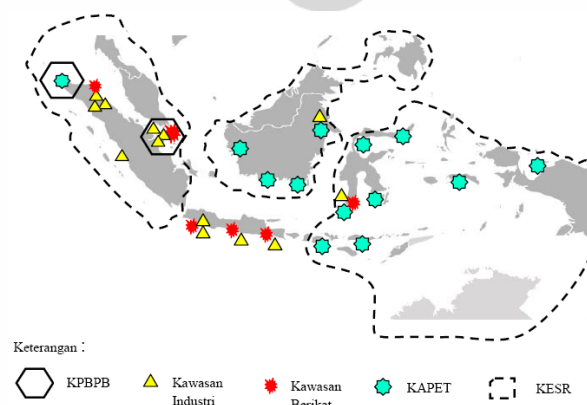 Keterangan :
KPBPB
Kawasan
Industri
Kawasan
Berikat
KAPET
KESR